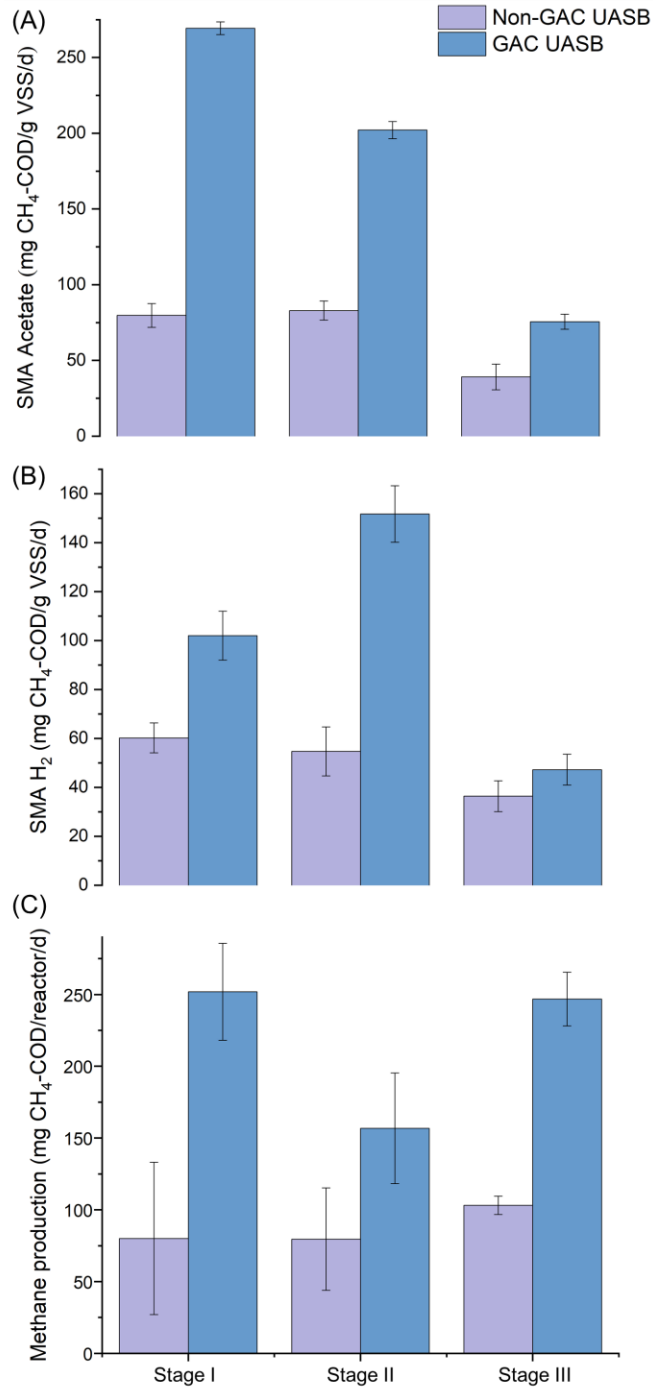 (A)
Non-GAC UASB
GAC UASB
SMA Acetate (mg CH₄-COD/g VSS/d)
250
200
150
100
50
0
(B)
SMA H₂ (mg CH₄-COD/g VSS/d)
160
140
120
100
80
60
40
20
0
(C)
Methane production (mg CH₄-COD/reactor/d)
250
200
150
100
50
0
Stage I
Stage II
Stage III